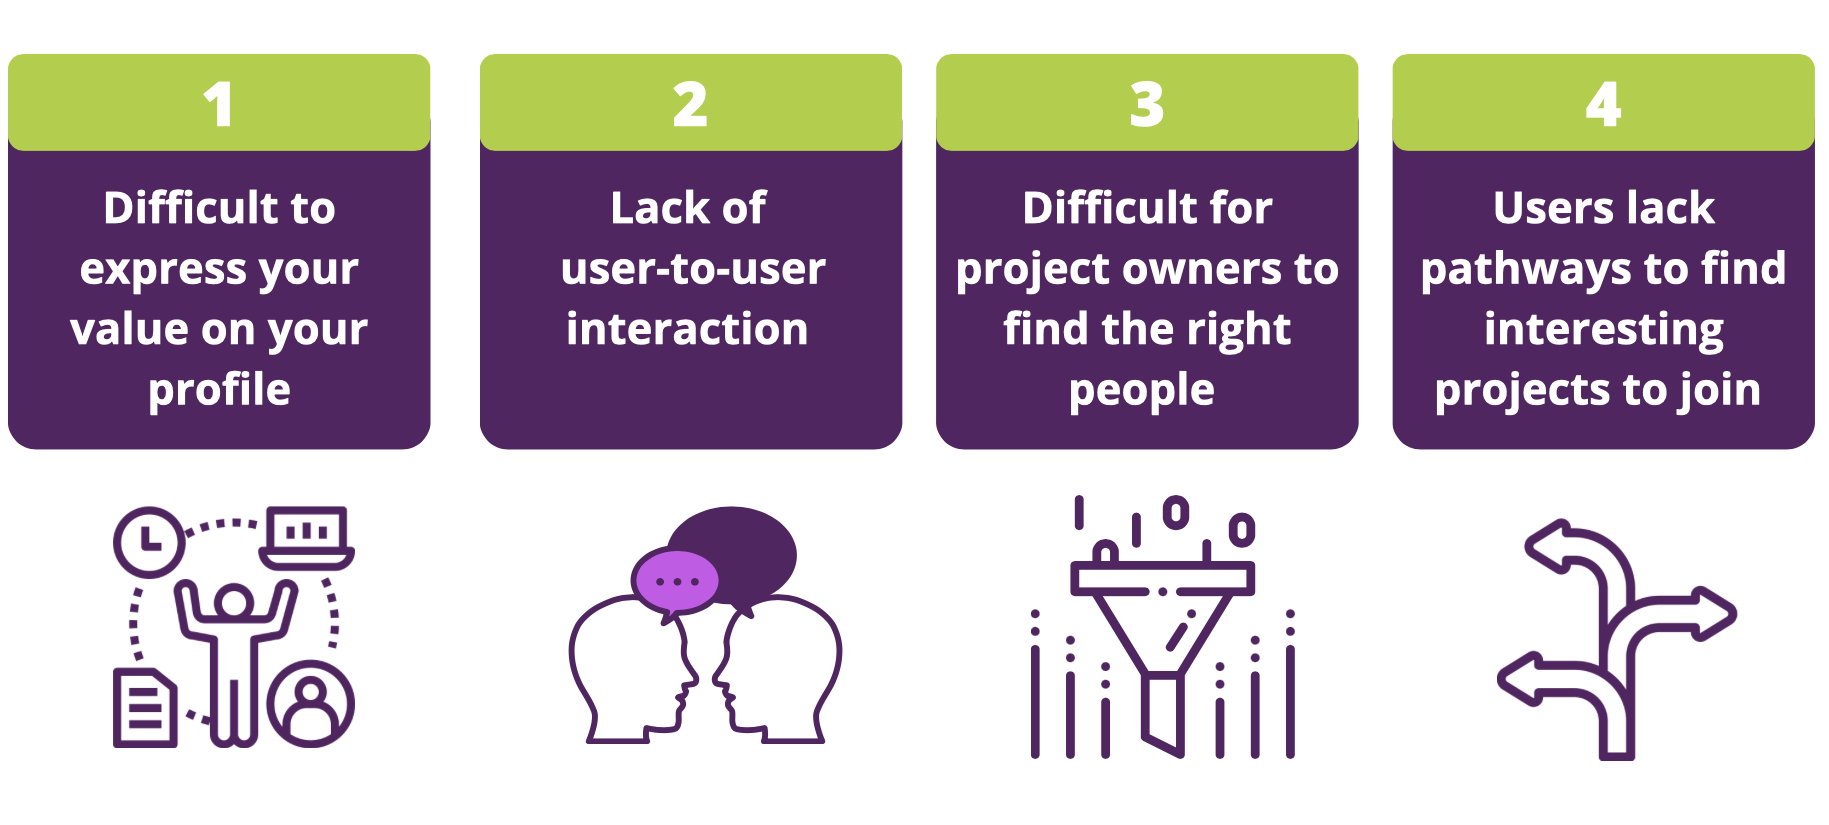 1
Difficult to
express your
value on your
profile
2
Lack of
user-to-user
interaction
3
Difficult for
project owners to
find the right
people
4
Users lack
pathways to find
interesting
projects to join